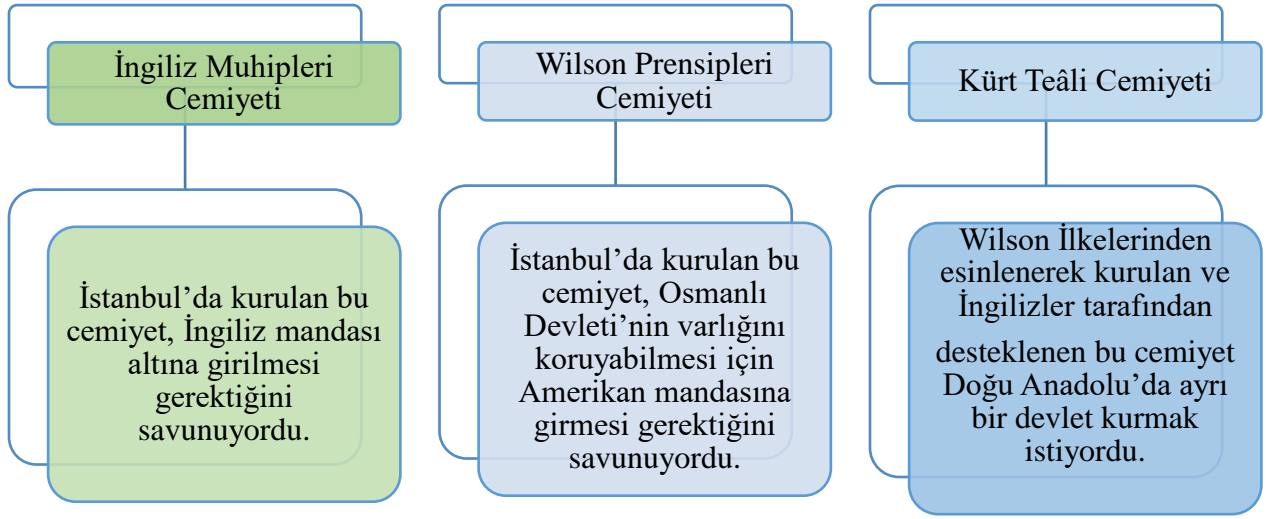 İngiliz Muhipleri
Cemiyeti
İstanbul’da kurulan bu
cemiyet, İngiliz mandası
altına girilmesi
gerektiğini
savunuyordu.
Wilson Prensipleri
Cemiyeti
İstanbul’da kurulan bu
cemiyet, Osmanlı
Devleti’nin varlığını
koruyabilmesi için
Amerikan mandasına
girmesi gerektiğini
savunuyordu.
Kürt Teâli Cemiyeti
Wilson İlkelerinden
esinlenerek kurulan ve
İngilizler tarafından
desteklenen bu cemiyet
Doğu Anadolu’da ayrı
bir devlet kurmak
istiyordu.